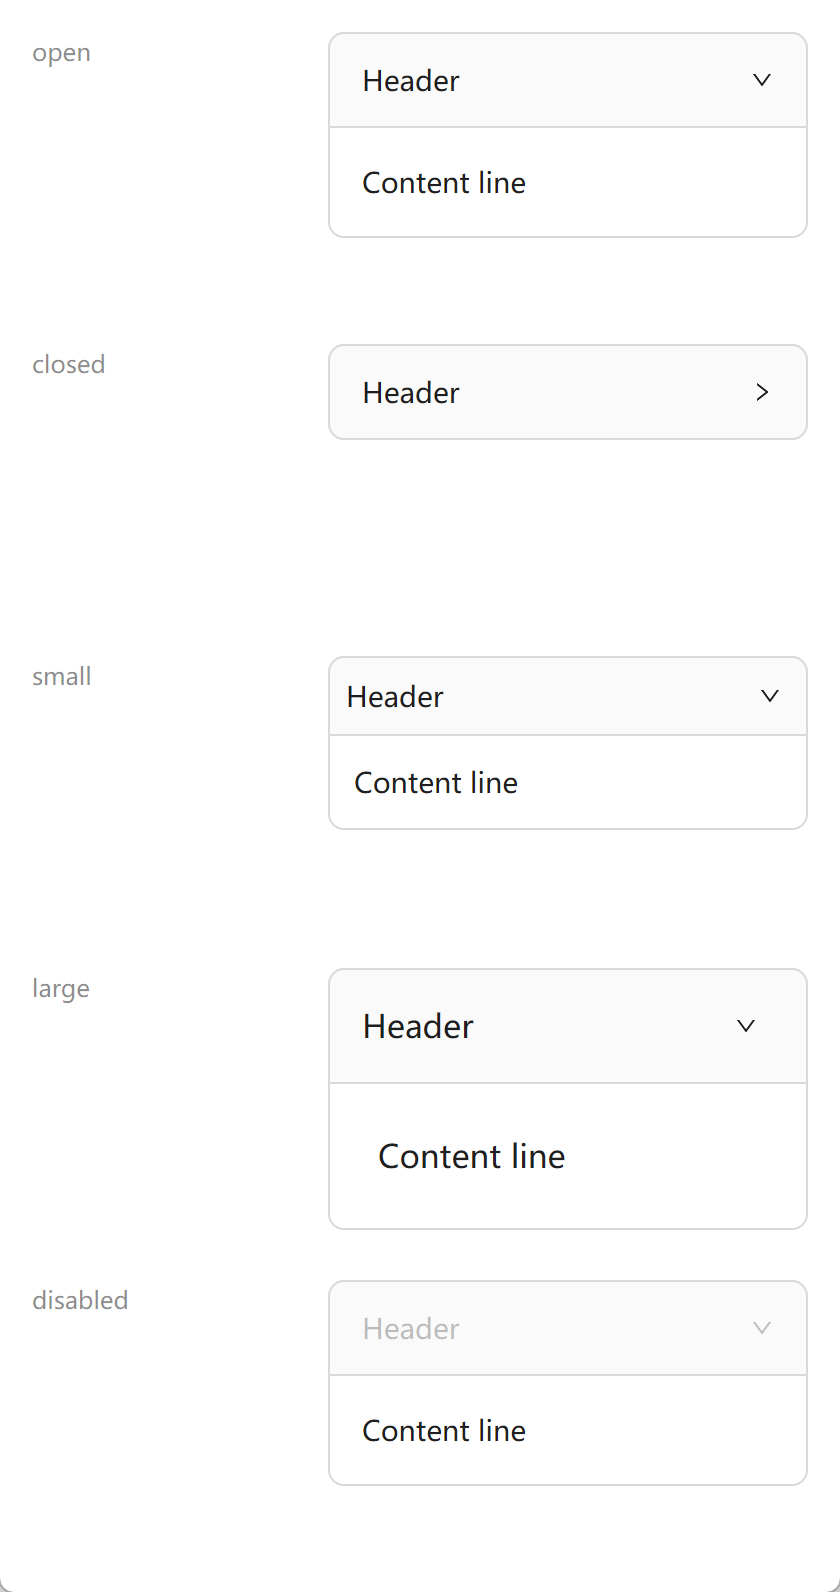 open
Header
Content line
closed
Header
small
Header
Content line
large
Header
Content line
disabled
Header
Content line